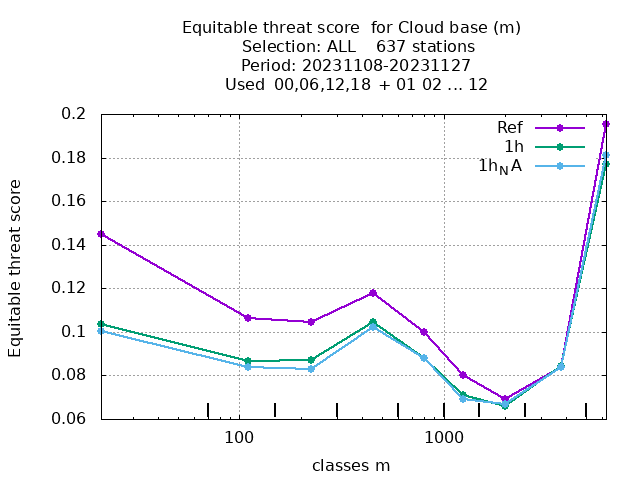 Equitable threat score  for Cloud base (m)
Selection: ALL    637 stations
Period: 20231108-20231127
Used  00,06,12,18 + 01 02 ... 12
Ref
1h
1h_NA
0.2
0.18
0.16
0.14
0.12
0.1
0.08
0.06
Equitable threat score
100
1000
classes m